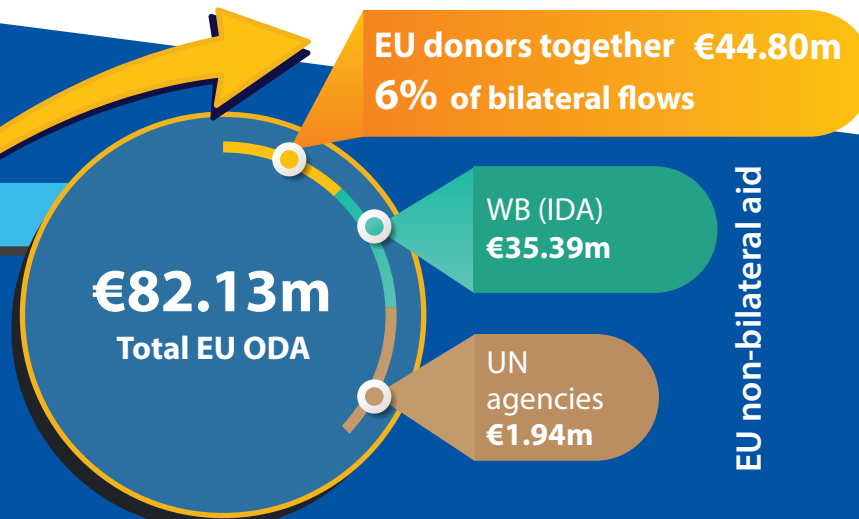 EU donors together €44.80m
6% of bilateral flows
WB (IDA)
€35.39m
€82.13m
Total EU ODA
UN
agencies
€1.94m
EU non-bilateral aid